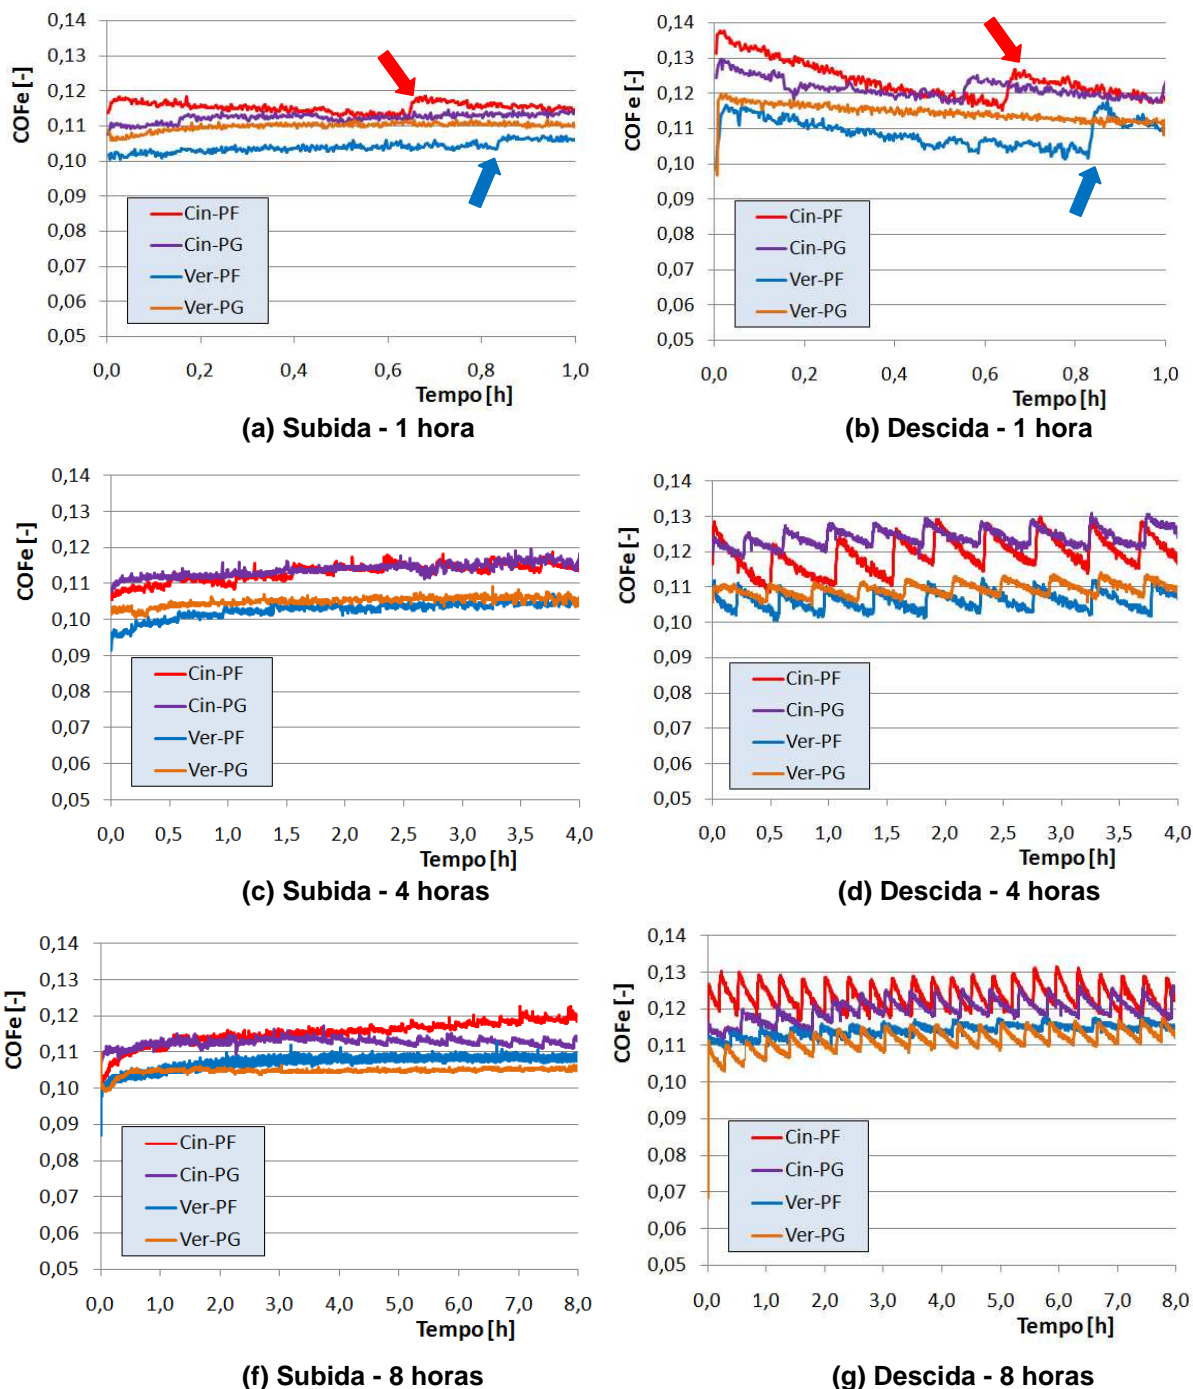 0,14
0,13
0,12
0,11
0,10
0,09
0,08
0,07
0,06
0,05
COFe [-]
Cin-PF
Cin-PG
Ver-PF
Ver-PG
0,0 0,2 0,4 0,6 0,8 1,0
Tempo [h]
(a) Subida - 1 hora
0,14
0,13
0,12
0,11
0,10
0,09
0,08
0,07
0,06
0,05
COFe [-]
Cin-PF
Cin-PG
Ver-PF
Ver-PG
0,0 0,2 0,4 0,6 0,8 1,0
Tempo [h]
(b) Descida - 1 hora
0,14
0,13
0,12
0,11
0,10
0,09
0,08
0,07
0,06
0,05
COFe [-]
Cin-PF
Cin-PG
Ver-PF
Ver-PG
0,0 0,5 1,0 1,5 2,0 2,5 3,0 3,5 4,0
Tempo [h]
(c) Subida - 4 horas
0,14
0,13
0,12
0,11
0,10
0,09
0,08
0,07
0,06
0,05
COFe [-]
Cin-PF
Cin-PG
Ver-PF
Ver-PG
0,0 0,5 1,0 1,5 2,0 2,5 3,0 3,5 4,0
Tempo [h]
(d) Descida - 4 horas
0,14
0,13
0,12
0,11
0,10
0,09
0,08
0,07
0,06
0,05
COFe [-]
Cin-PF
Cin-PG
Ver-PF
Ver-PG
0,0 1,0 2,0 3,0 4,0 5,0 6,0 7,0 8,0
Tempo [h]
(f) Subida - 8 horas
0,14
0,13
0,12
0,11
0,10
0,09
0,08
0,07
0,06
0,05
COFe [-]
Cin-PF
Cin-PG
Ver-PF
Ver-PG
0,0 1,0 2,0 3,0 4,0 5,0 6,0 7,0 8,0
Tempo [h]
(g) Descida - 8 horas